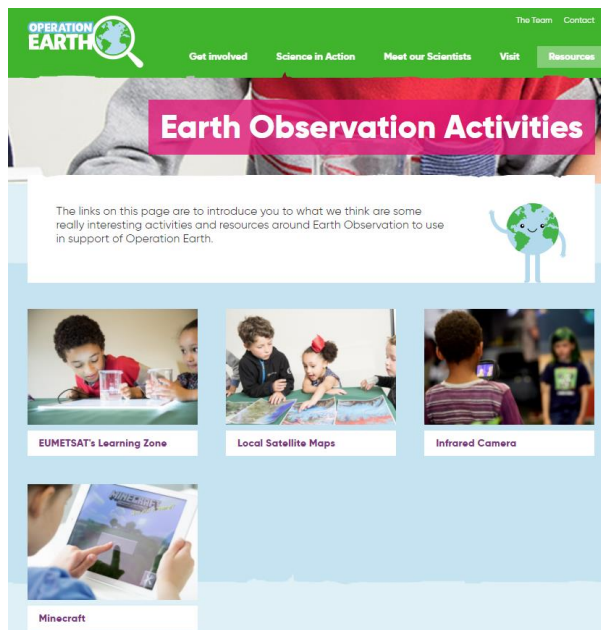 The Team Contact
OPERATION
EARTH
Get involved Science in Action Meet our Scientists Visit Resources
Earth Observation Activities
The links on this page are to introduce you to what we think are some
really interesting activities and resources around Earth Observation to use
in support of Operation Earth.
EUMETSAT's Learning Zone Local Satellite Maps Infrared Camera
MINECRAFT
Minecraft